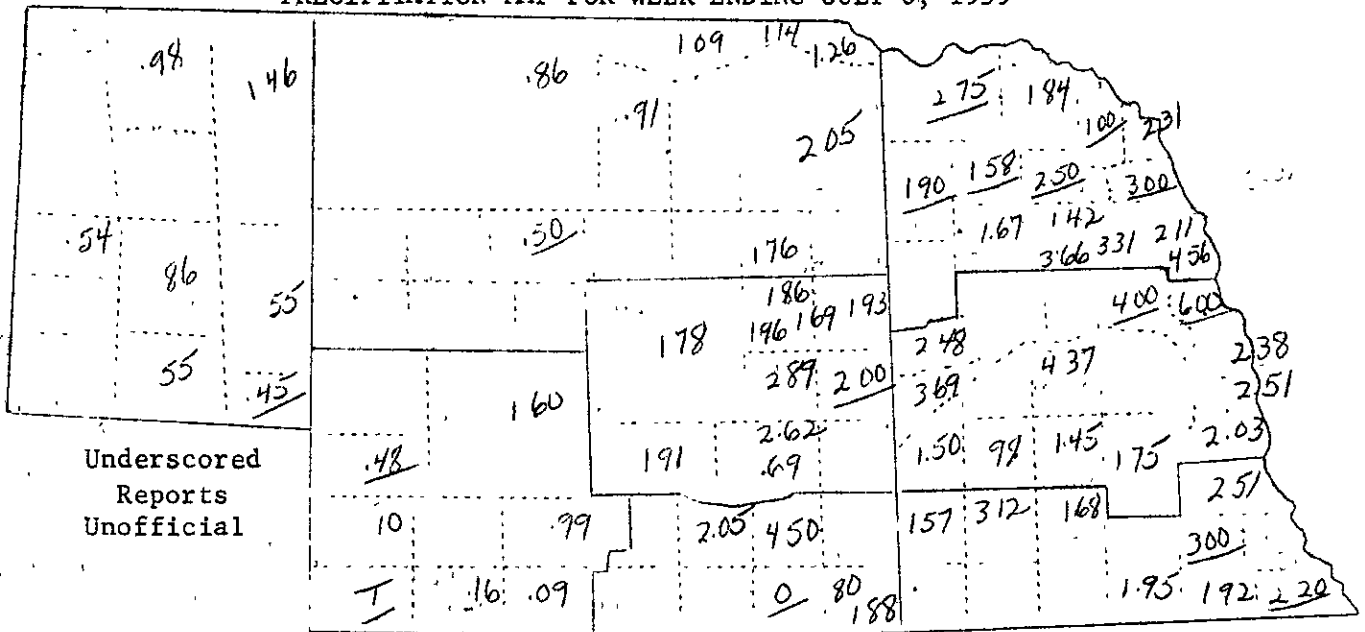 PRECIPITATION MAP FOR WEEK ENDING JULY 6, 1959
109 114 1.26
.98 146 .86
.91 2.05
275 184 100 231
190 158 250 300
.54 86 55 .50 176
1.67 142 211
366 331 456
186 400 600
178 196 169 193
248 437 238
55 .45 160 289 200 369 251
Underscored .48 191 2.62 .69 1.50 98 1.45 175 2.03
Reports
Unofficial
10 .99 2.05 450 157 312 168 251
300
T .16 .09 0 80 188 1.95 192 220